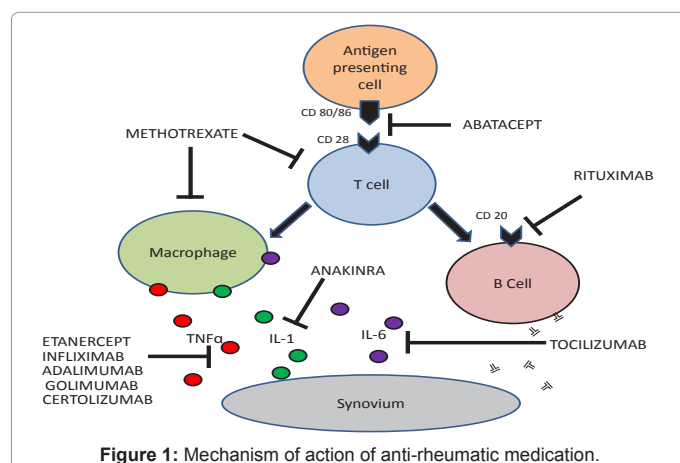 Antigen
presenting
cell
CD 80/86
ABATACEPT
METHOTREXATE
CD 28
T cell
RITUXIMAB
CD 20
Macrophage
ANAKINRA
B Cell
TNFα
IL-1
IL-6
ETANERCEPT
INFLIXIMAB
ADALIMUMAB
GOLIMUMAB
CERTOLIZUMAB
TOCILIZUMAB
Synovium
Figure 1: Mechanism of action of anti-rheumatic medication.